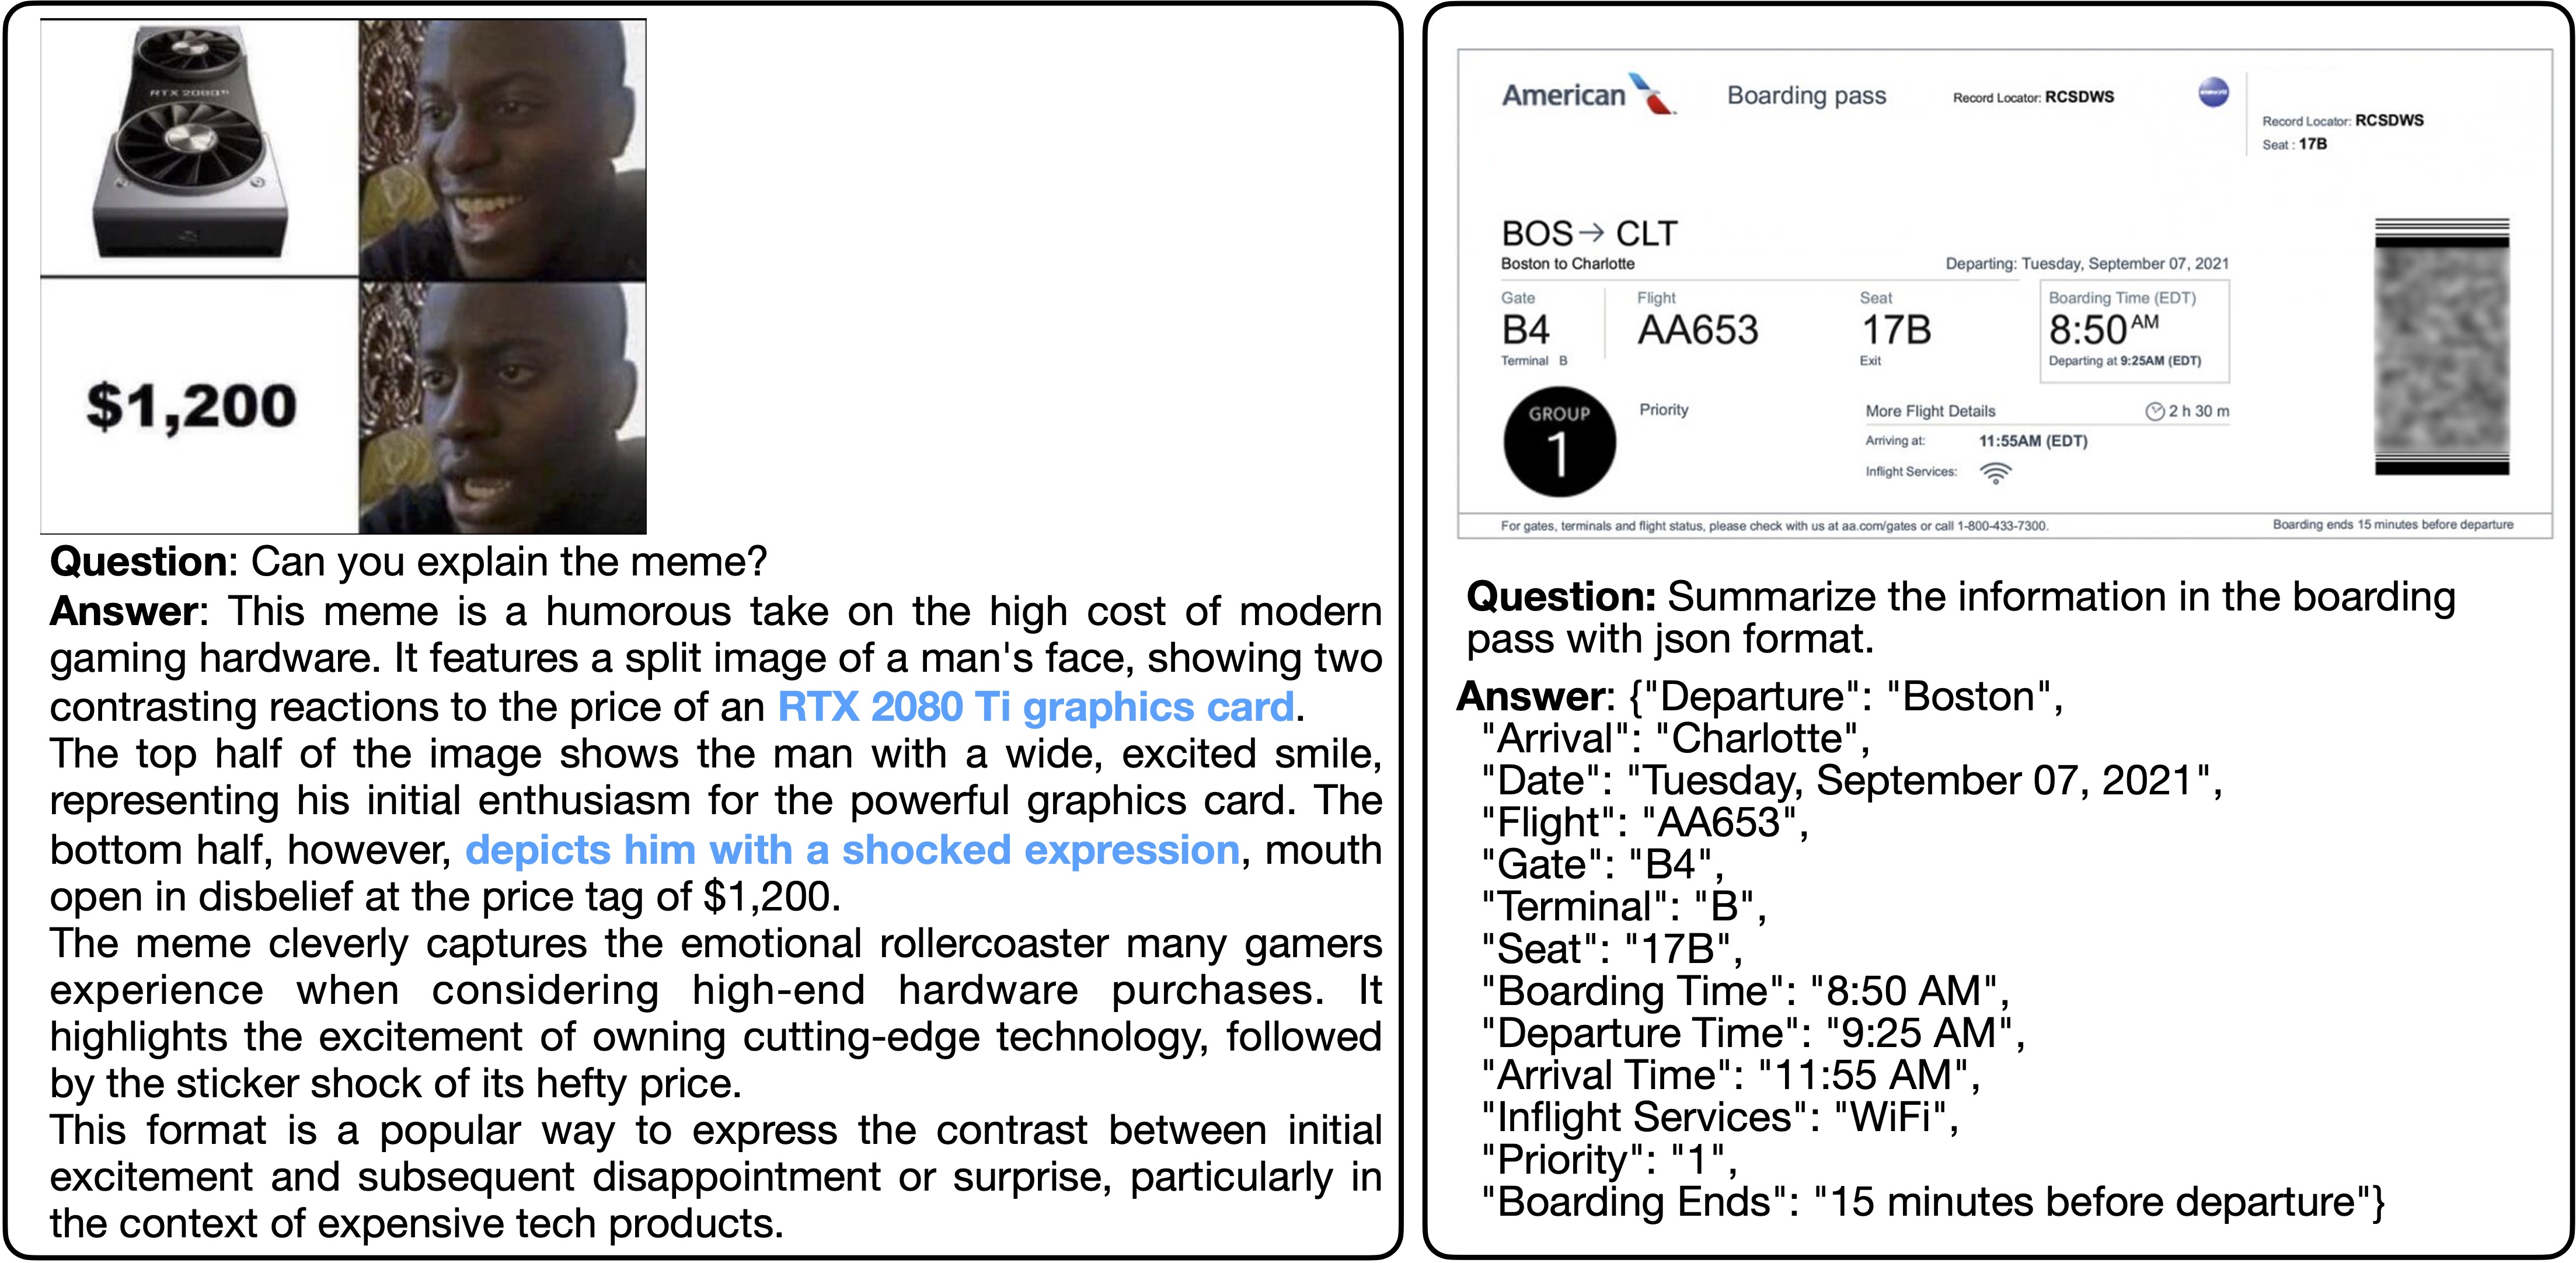 RTX 2080Ti
$1,200
Question: Can you explain the meme?
Answer: This meme is a humorous take on the high cost of modern
gaming hardware. It features a split image of a man's face, showing two
contrasting reactions to the price of an RTX 2080 Ti graphics card.
The top half of the image shows the man with a wide, excited smile,
representing his initial enthusiasm for the powerful graphics card. The
bottom half, however, depicts him with a shocked expression, mouth
open in disbelief at the price tag of $1,200.
The meme cleverly captures the emotional rollercoaster many gamers
experience when considering high-end hardware purchases. It
highlights the excitement of owning cutting-edge technology, followed
by the sticker shock of its hefty price.
This format is a popular way to express the contrast between initial
excitement and subsequent disappointment or surprise, particularly in
the context of expensive tech products.
American Boarding pass Record Locator: RCSDWS
Record Locator: RCSDWS
Seat : 17B
BOS → CLT
Boston to Charlotte Departing: Tuesday, September 07, 2021
Gate Flight Seat Boarding Time (EDT)
B4 AA653 17B 8:50 AM
Terminal B Exit Departing at 9:25AM (EDT)
GROUP Priority More Flight Details 2 h 30 m
1 Arriving at: 11:55AM (EDT)
Inflight Services:
For gates, terminals and flight status, please check with us at aa.com/gates or call 1-800-433-7300. Boarding ends 15 minutes before departure
Question: Summarize the information in the boarding
pass with json format.
Answer: {"Departure": "Boston",
"Arrival": "Charlotte",
"Date": "Tuesday, September 07, 2021",
"Flight": "AA653",
"Gate": "B4",
"Terminal": "B",
"Seat": "17B",
"Boarding Time": "8:50 AM",
"Departure Time": "9:25 AM",
"Arrival Time": "11:55 AM",
"Inflight Services": "WiFi",
"Priority": "1",
"Boarding Ends": "15 minutes before departure"}